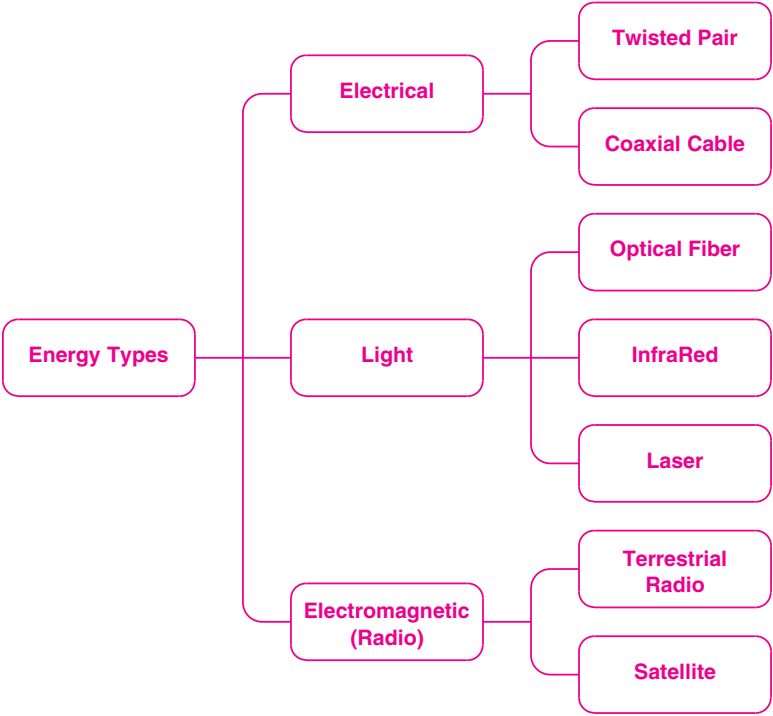 Energy Types
Electrical
Twisted Pair
Coaxial Cable
Light
Optical Fiber
InfraRed
Laser
Electromagnetic
(Radio)
Terrestrial
Radio
Satellite